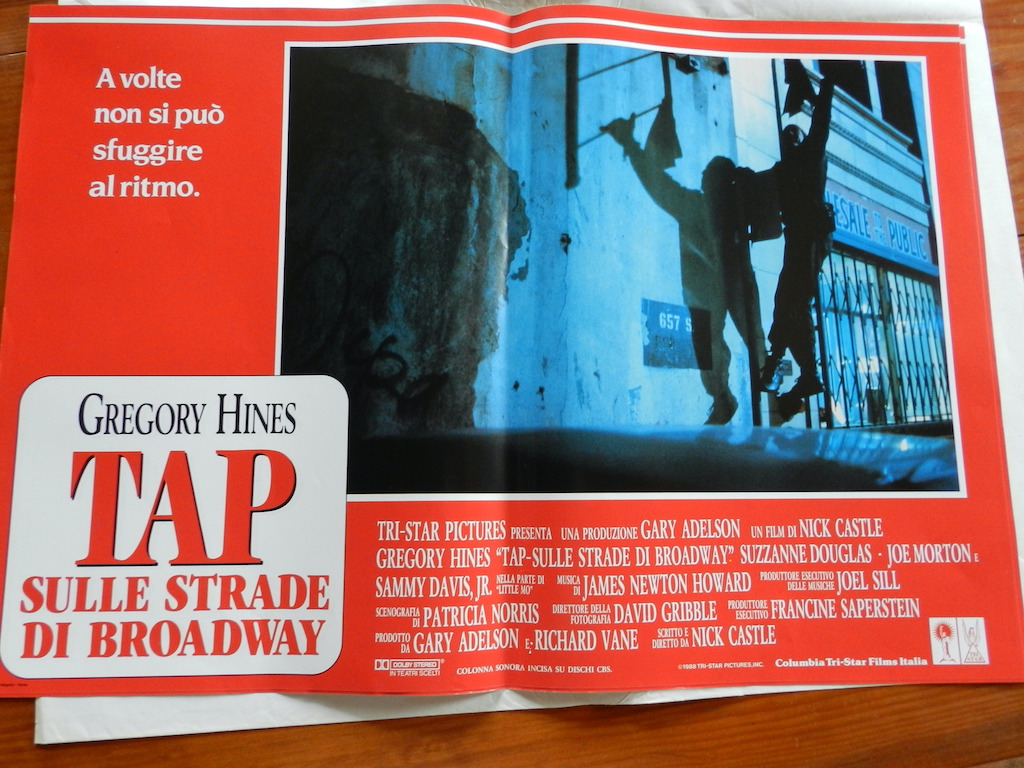 A volte
non si può
sfuggire
al ritmo.
657 S
ESALE PUBLIC
GREGORY HINES
TAP
SULLE STRADE
DI BROADWAY
TRI-STAR PICTURES PRESENTA UNA PRODUZIONE GARY ADELSON UN FILM DI NICK CASTLE
GREGORY HINES "TAP-SULLE STRADE DI BROADWAY" SUZZANNE DOUGLAS · JOE MORTON E
SAMMY DAVIS, JR. NELLA PARTE DI "LITTLE MO" MUSICA DI JAMES NEWTON HOWARD PRODUTTORE ESECUTIVO DELLE MUSICHE JOEL SILL
SCENOGRAFIA DI PATRICIA NORRIS DIRETTORE DELLA FOTOGRAFIA DAVID GRIBBLE PRODUTTORE ESECUTIVO FRANCINE SAPERSTEIN
PRODOTTO DA GARY ADELSON E RICHARD VANE SCRITTO E DIRETTO DA NICK CASTLE
DOLBY STEREO®
IN TEATRI SCELTI
COLONNA SONORA INCISA SU DISCHI CBS.
©1988 TRI-STAR PICTURES, INC.
Columbia Tri-Star Films Italia